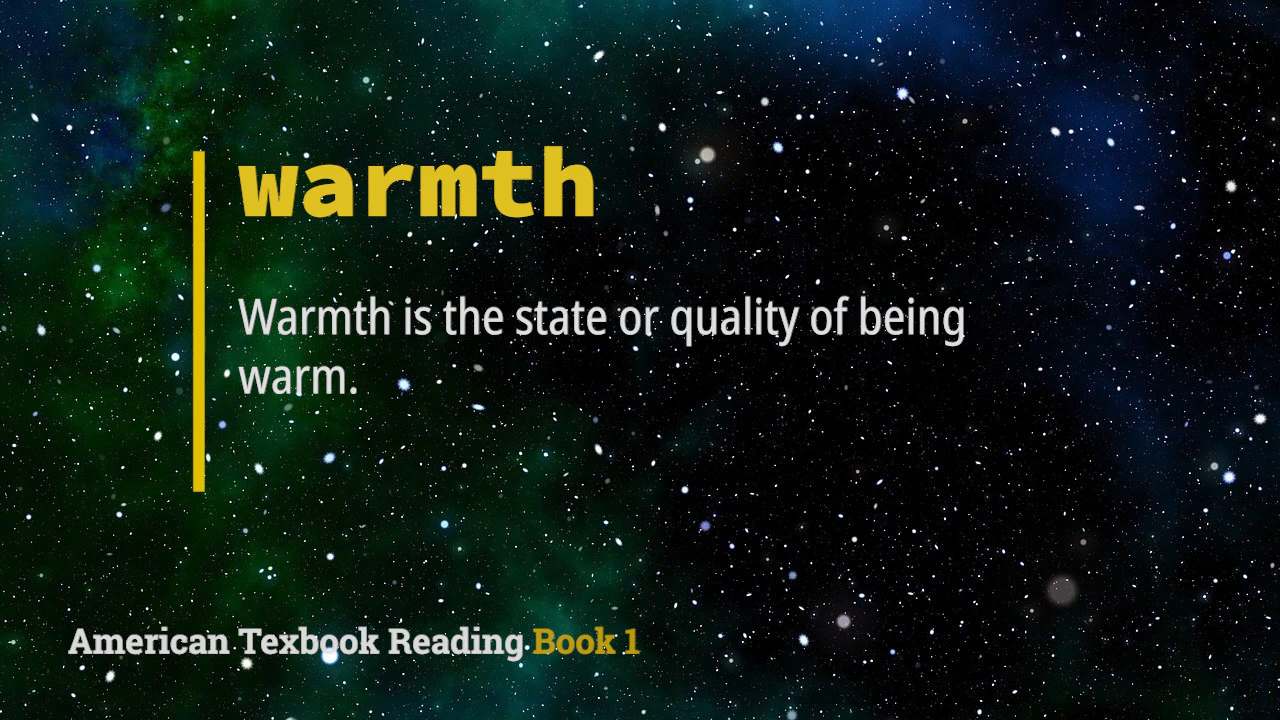 warmth
Warmth is the state or quality of being
warm.
American Texbook Reading Book 1